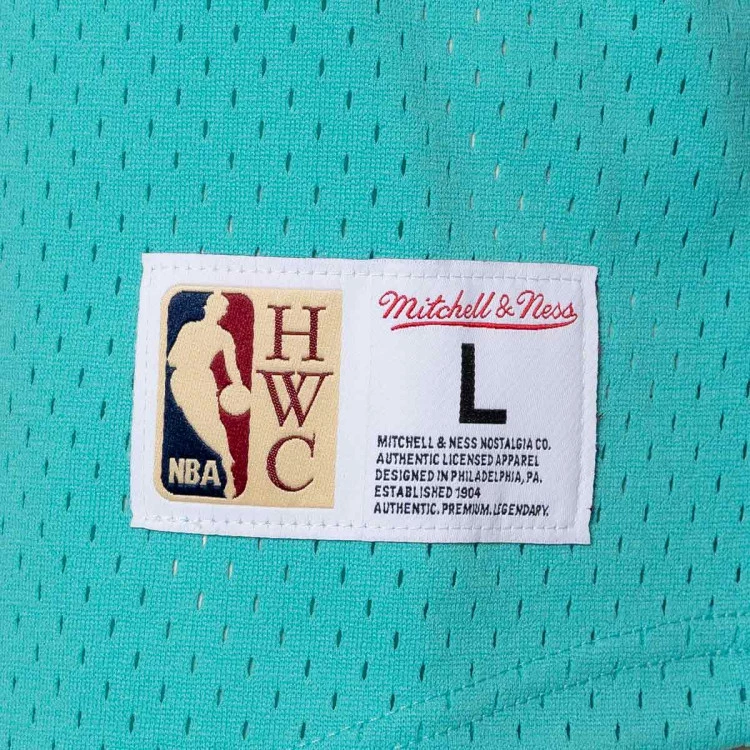 NBA
H
W
C
Mitchell & Ness
L
MITCHELL & NESS NOSTALGIA CO.
AUTHENTIC LICENSED APPAREL
DESIGNED IN PHILADELPHIA, PA.
ESTABLISHED 1904
AUTHENTIC. PREMIUM. LEGENDARY.